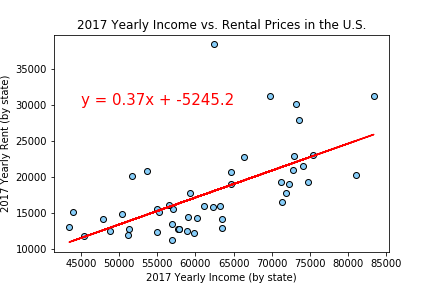 2017 Yearly Income vs. Rental Prices in the U.S.
2017 Yearly Rent (by state)
35000
30000
25000
20000
15000
10000
y = 0.37x + -5245.2
45000 50000 55000 60000 65000 70000 75000 80000 85000
2017 Yearly Income (by state)